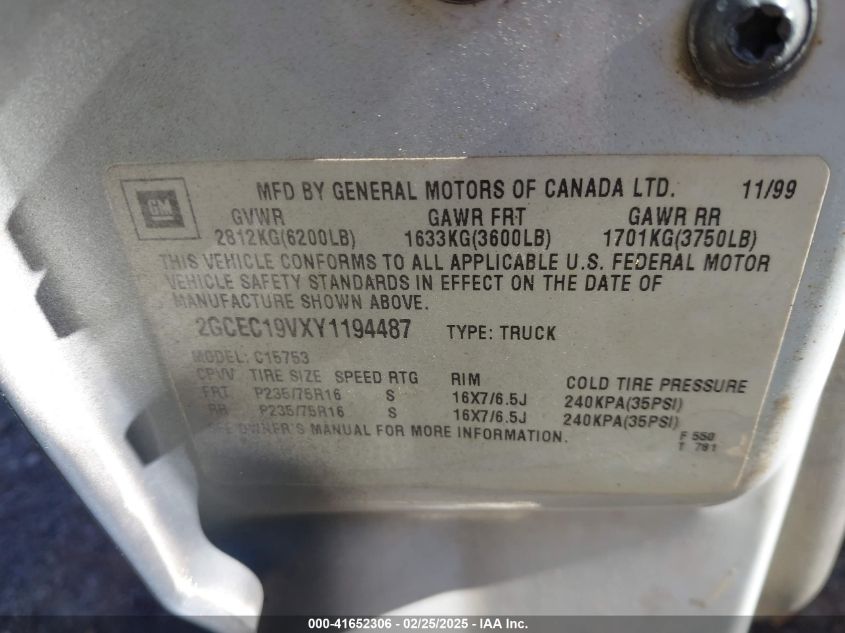 GM
MFD BY GENERAL MOTORS OF CANADA LTD. 11/99
GVWR GAWR FRT GAWR RR
2812KG(6200LB) 1633KG(3600LB) 1701KG(3750LB)
THIS VEHICLE CONFORMS TO ALL APPLICABLE U.S. FEDERAL MOTOR
VEHICLE SAFETY STANDARDS IN EFFECT ON THE DATE OF
MANUFACTURE SHOWN ABOVE.
2GCEC19VXY1194487 TYPE: TRUCK
MODEL: C15753
TIRE SIZE SPEED RTG RIM COLD TIRE PRESSURE
FRT P235/75R16 S 16X7/6.5J 240KPA(35PSI)
RR P235/75R16 S 16X7/6.5J 240KPA(35PSI)
SEE OWNER'S MANUAL FOR MORE INFORMATION.
F 550
T 781
000-41652306 - 02/25/2025 - IAA Inc.